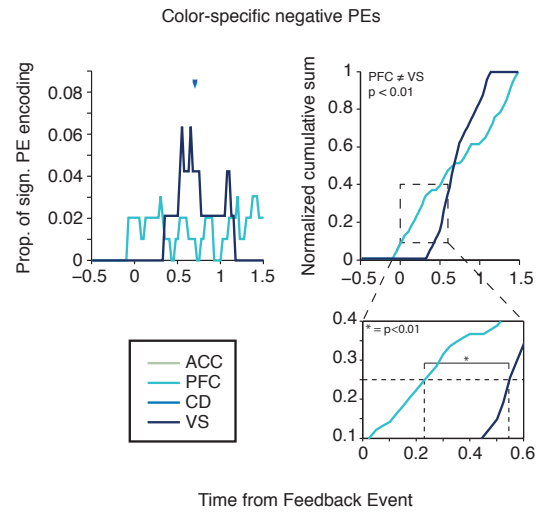 Color-specific negative PEs
Prop. of sign. PE encoding
0.08
0.06
0.04
0.02
0
−0.5
0
0.5
1
1.5
Normalized cumulative sum
PFC ≠ VS
p < 0.01
1
0.8
0.6
0.4
0.2
0
−0.5
0
0.5
1
1.5
ACC
PFC
CD
VS
* = p<0.01
*
0.4
0.3
0.2
0.1
0
0.2
0.4
0.6
Time from Feedback Event